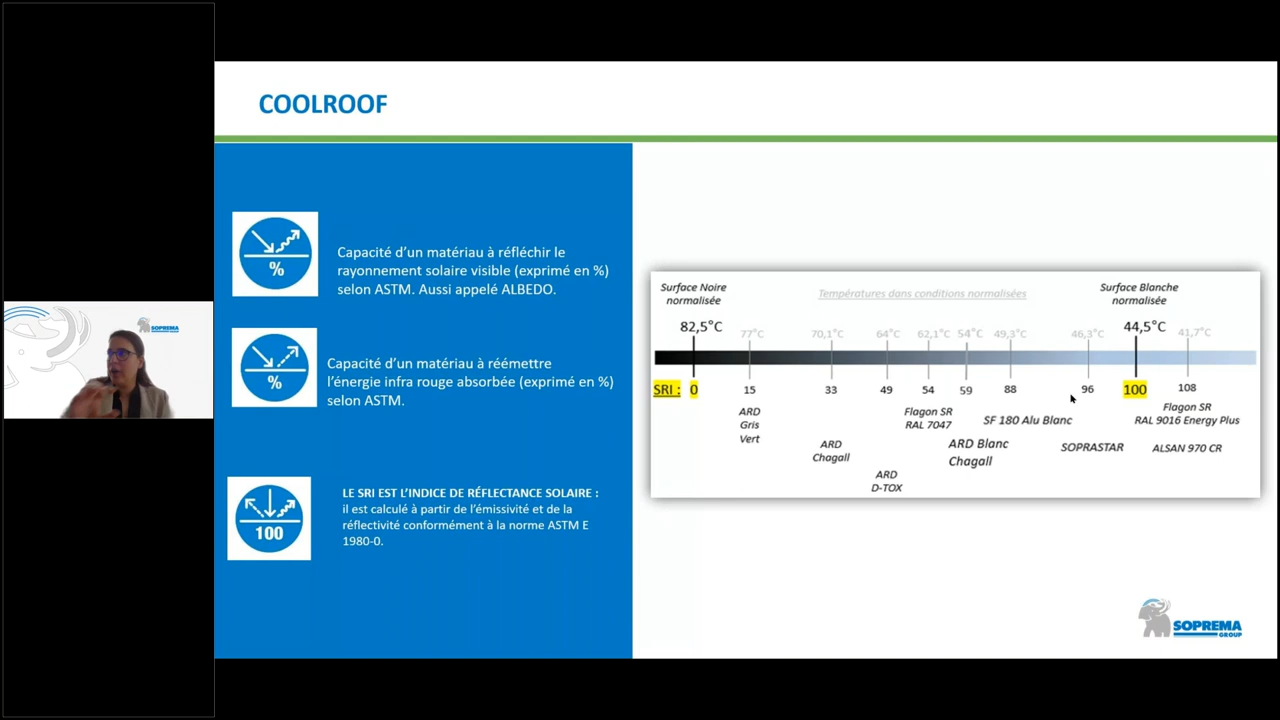 COOLROOF
%
Capacité d'un matériau à réfléchir le
rayonnement solaire visible (exprimé en %)
selon ASTM. Aussi appelé ALBEDO.
%
Capacité d'un matériau à réémettre
l'énergie infra rouge absorbée (exprimé en %)
selon ASTM.
100
LE SRI EST L'INDICE DE RÉFLECTANCE SOLAIRE :
il est calculé à partir de l'émissivité et de la
réflectivité conformément à la norme ASTM E
1980-0.
SOPREMA
Surface Noire
normalisée
Températures dans conditions normalisées
Surface Blanche
normalisée
82,5°C 77°C 70,1°C 64°C 62,1°C 54°C 49,3°C 46,3°C 44,5°C 41,7°C
SRI : 0 15 33 49 54 59 88 96 100 108
ARD
Gris
Vert
ARD
Chagall
ARD
D-TOX
Flagon SR
RAL 7047
ARD Blanc
Chagall
SF 180 Alu Blanc
SOPRASTAR
Flagon SR
RAL 9016 Energy Plus
ALSAN 970 CR
SOPREMA
GROUP